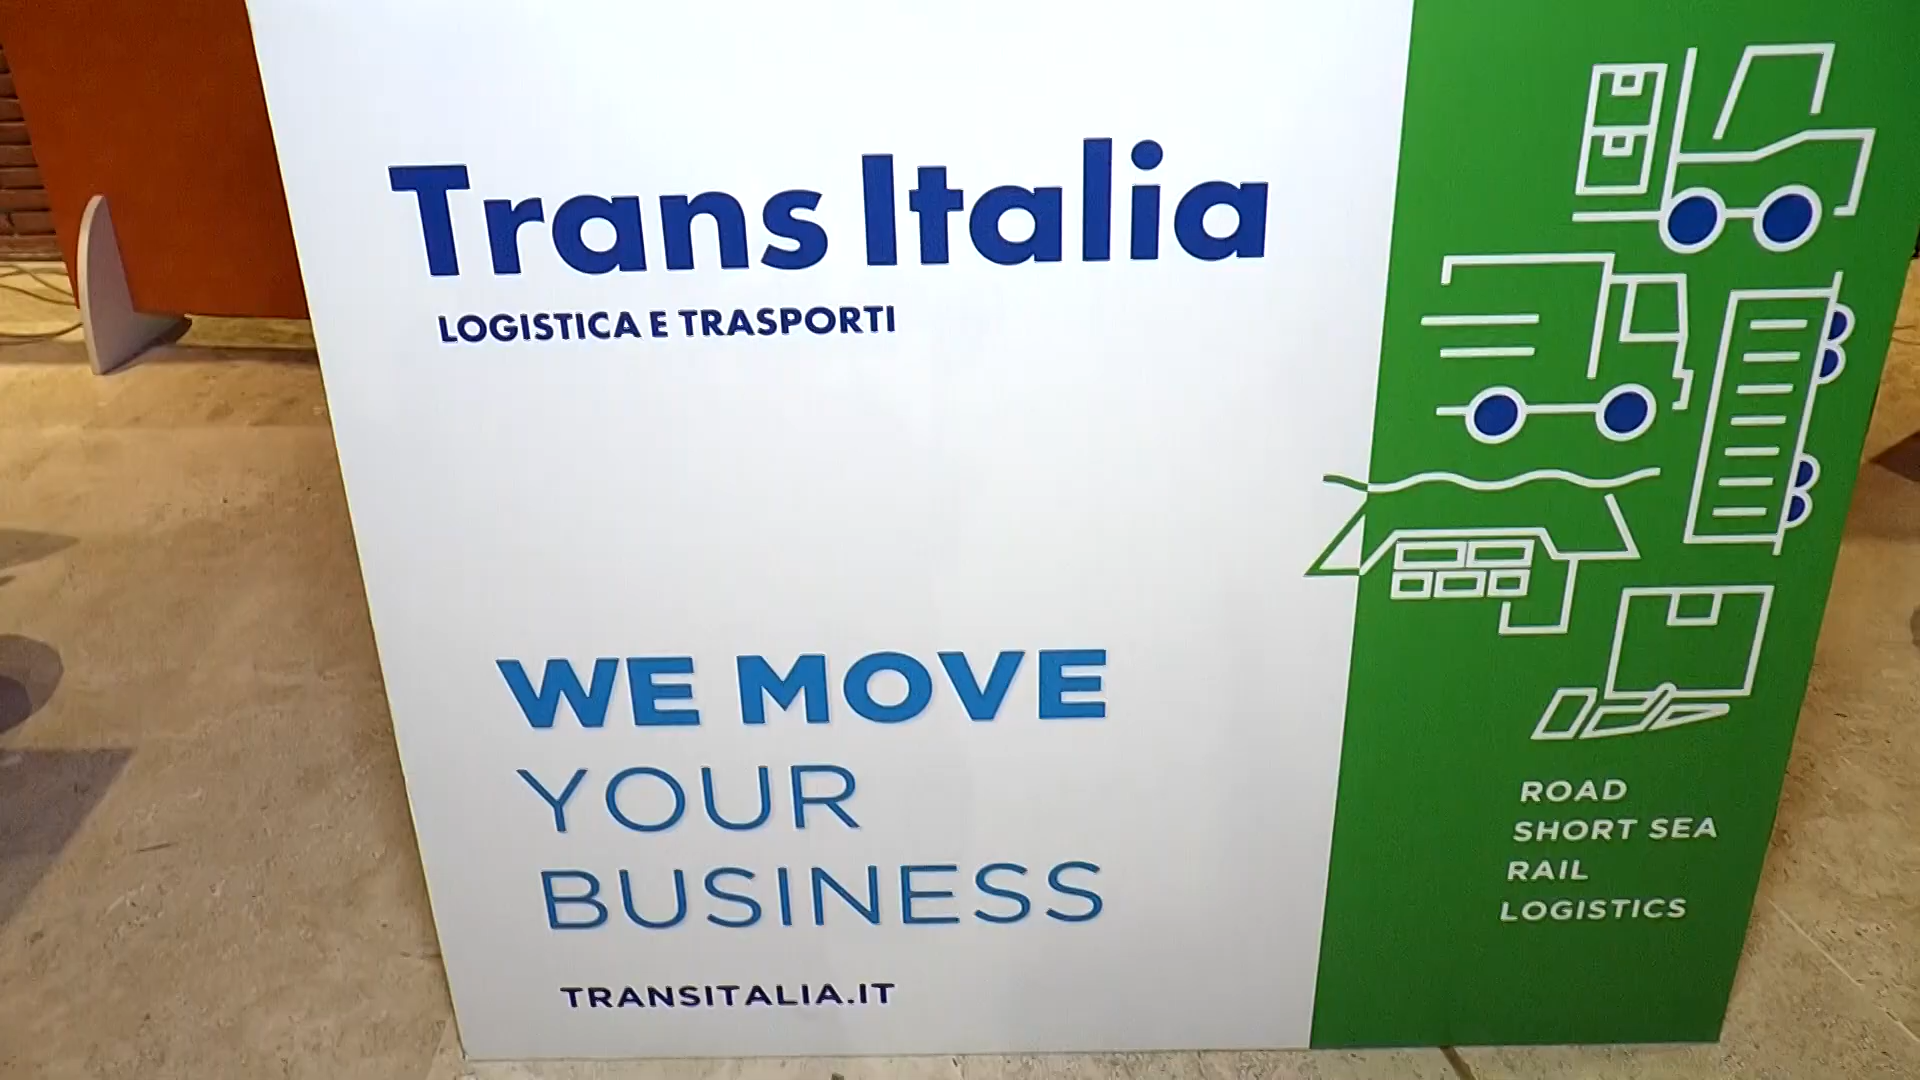 Trans Italia
LOGISTICA E TRASPORTI
WE MOVE
YOUR
BUSINESS
TRANSITALIA.IT
ROAD
SHORT SEA
RAIL
LOGISTICS